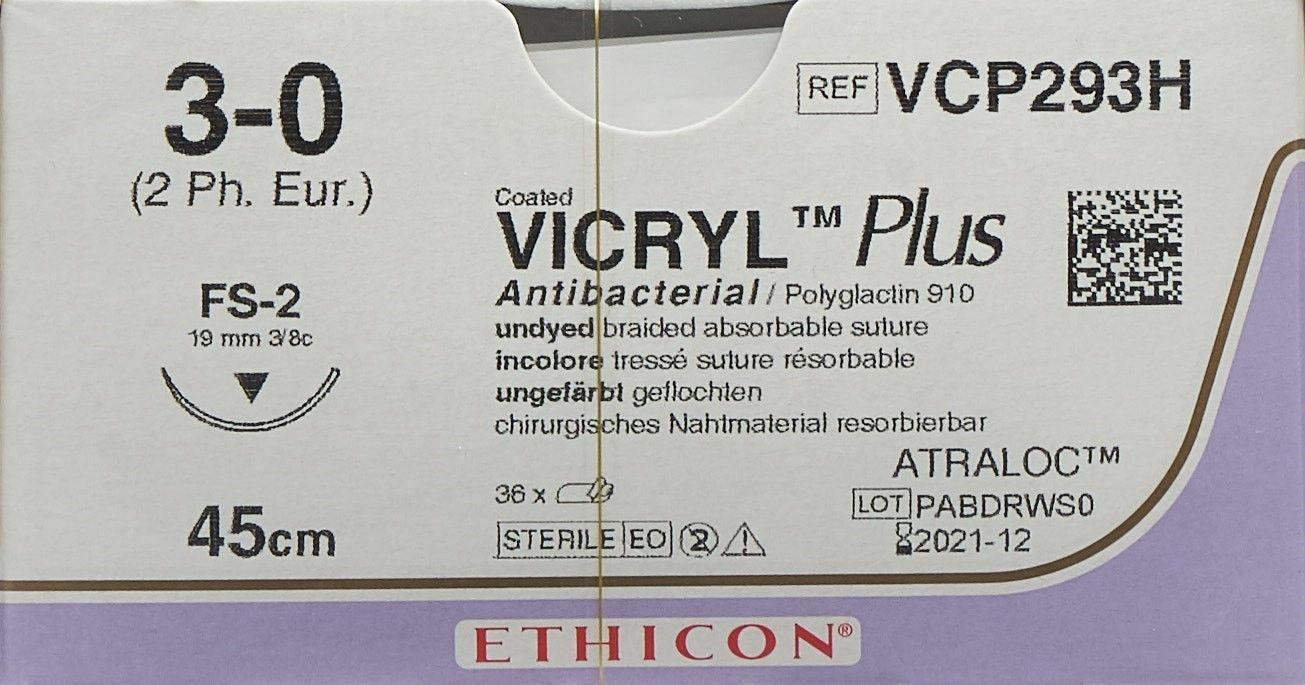 3-0
(2 Ph. Eur.)
FS-2
19 mm 3/8c
45cm
REF VCP293H
Coated
VICRYL™ Plus
Antibacterial / Polyglactin 910
undyed braided absorbable suture
incolore tressé suture résorbable
ungefärbt geflochten
chirurgisches Nahtmaterial resorbierbar
ATRALOC™
36 x
LOT PABDRWS0
STERILE EO 2 !
2021-12
ETHICON®